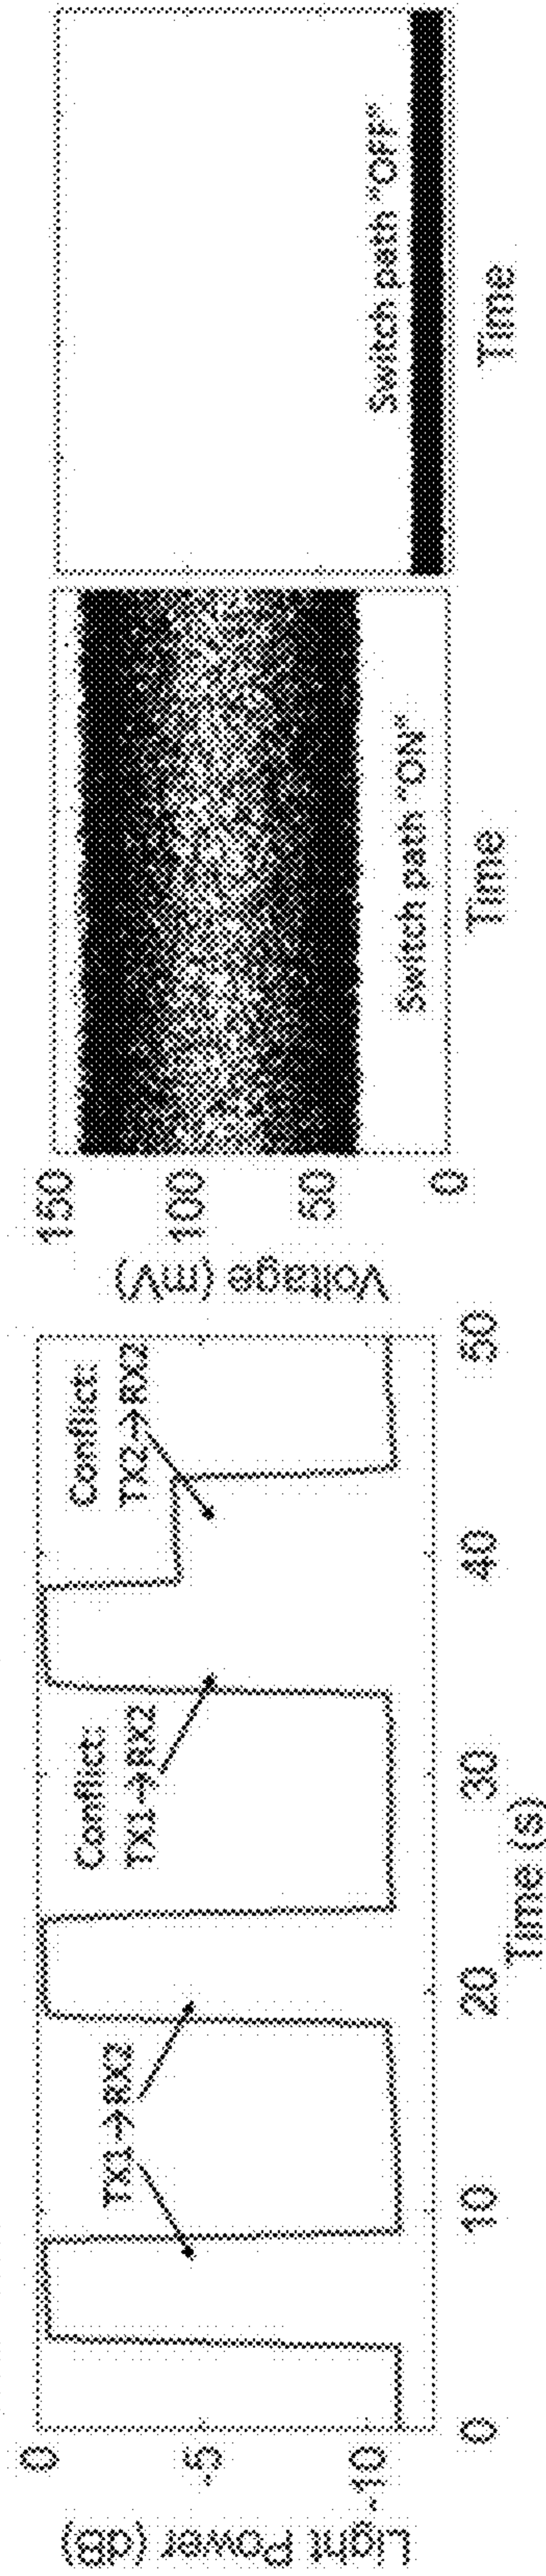 Light Power (dB)
0
-5
-10
TX1→RX2
Conflict:
TX1→RX2
Conflict:
TX2→RX2
0
10
20
30
40
50
Time (s)
Voltage (mV)
150
100
50
0
Switch path "ON"
Time
Switch path "OFF"
Time